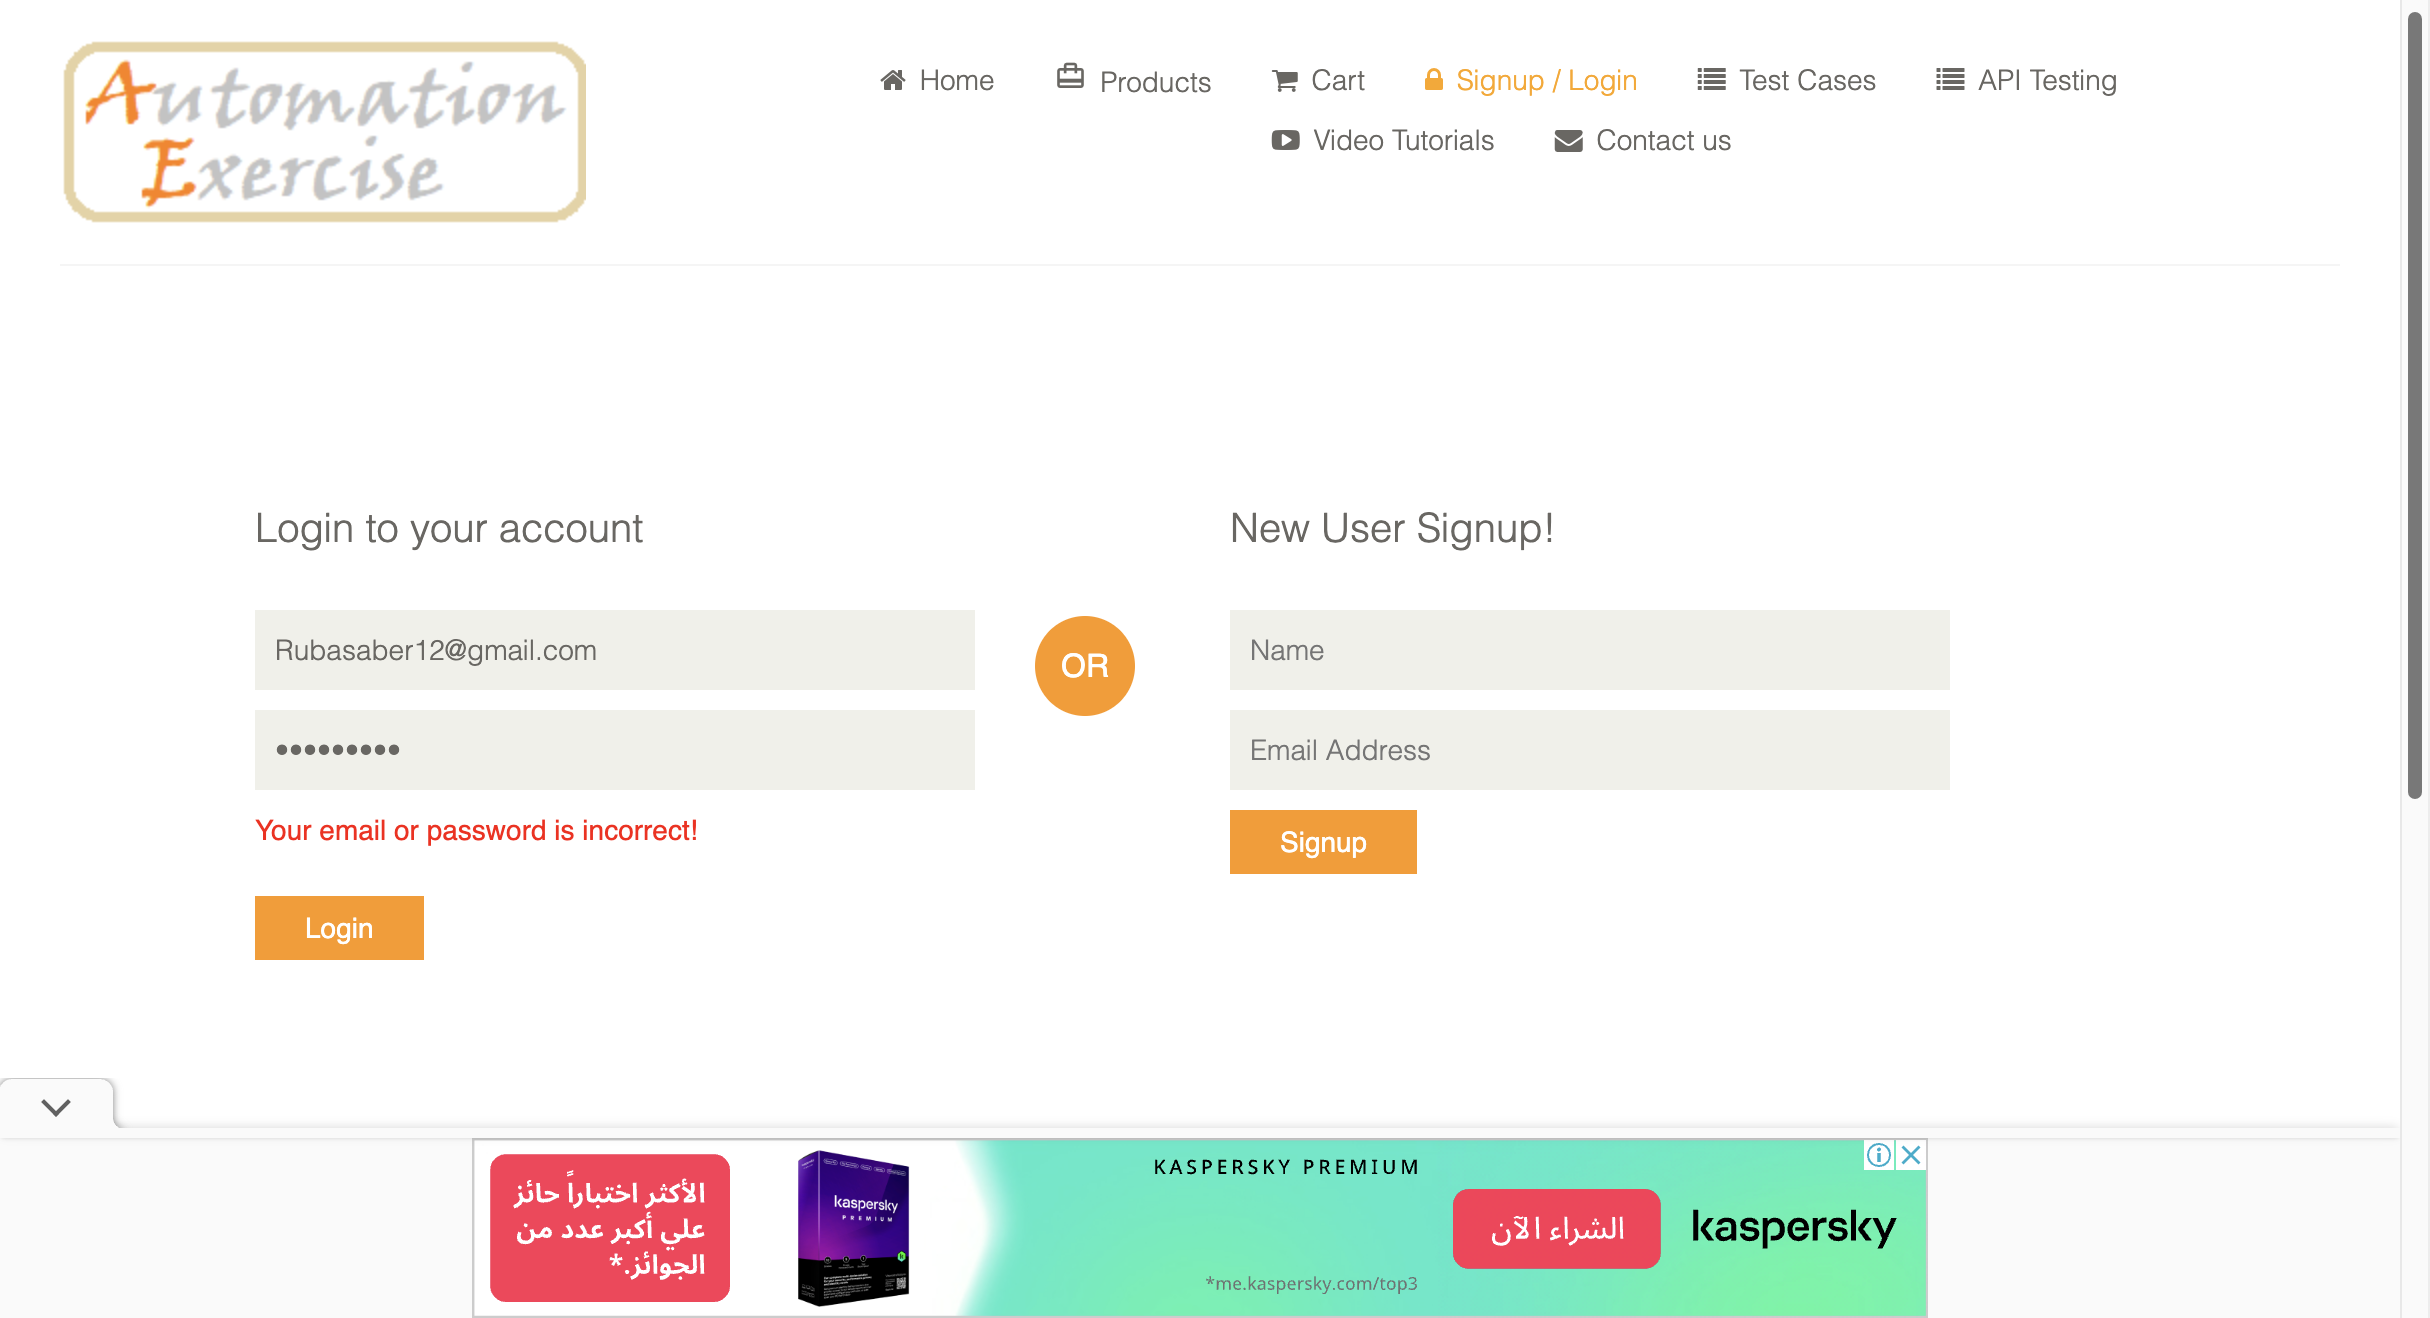 Automation
Exercise
Home
Products
Cart
Signup / Login
Test Cases
API Testing
Video Tutorials
Contact us
Login to your account
New User Signup!
Rubasaber12@gmail.com
OR
Name
•••••••••
Email Address
Your email or password is incorrect!
Signup
Login
الأكثر اختباراً حائز
علي أكبر عدد من
الجوائز.*
kaspersky
PREMIUM
KASPERSKY PREMIUM
الشراء الآن
kaspersky
*me.kaspersky.com/top3